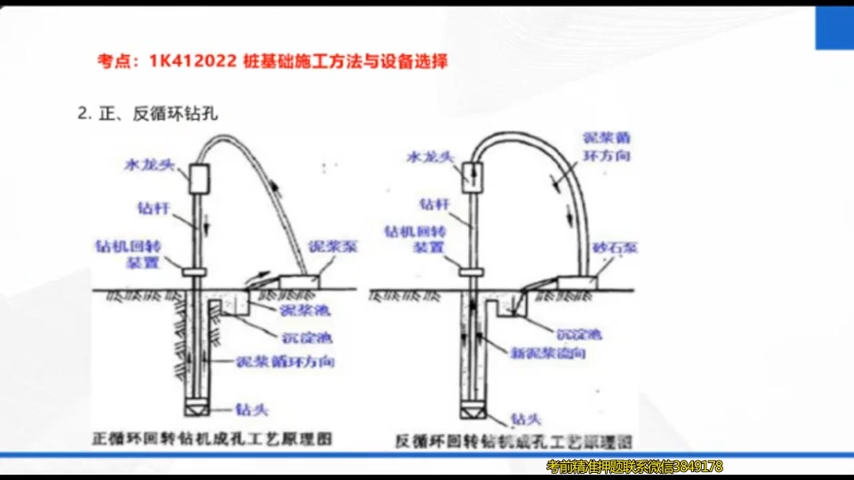 考点：1K412022 桩基础施工方法与设备选择
2. 正、反循环钻孔
水龙头
钻杆
钻机回转
装置
泥浆泵
泥浆池
沉淀池
泥浆循环方向
钻头
正循环回转钻机成孔工艺原理图
泥浆循
环方向
水龙头
钻杆
钻机回转
装置
砂石泵
沉淀池
新泥浆流向
钻头
反循环回转钻机成孔工艺原理图
考前精准押题联系微信3849178